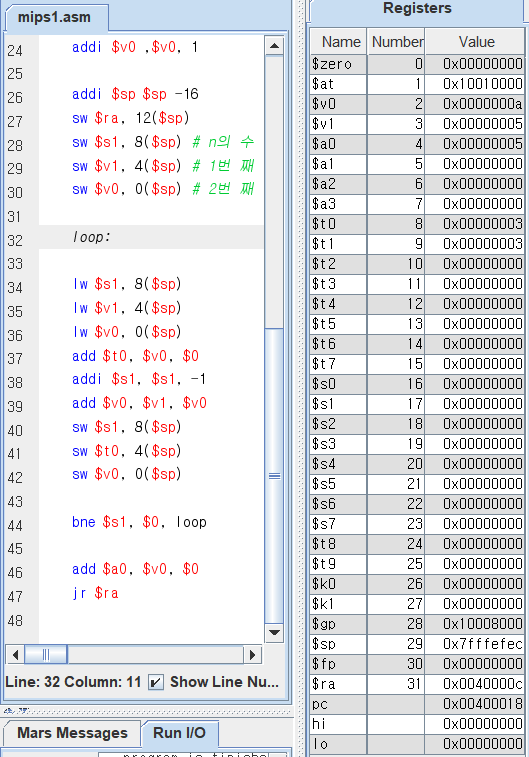 mips1.asm
24 addi $v0 ,$v0, 1
25
26 addi $sp $sp -16
27 sw $ra, 12($sp)
28 sw $s1, 8($sp) # n의 수
29 sw $v1, 4($sp) # 1번 째
30 sw $v0, 0($sp) # 2번 째
31
32 loop:
33
34 lw $s1, 8($sp)
35 lw $v1, 4($sp)
36 lw $v0, 0($sp)
37 add $t0, $v0, $0
38 addi $s1, $s1, -1
39 add $v0, $v1, $v0
40 sw $s1, 8($sp)
41 sw $t0, 4($sp)
42 sw $v0, 0($sp)
43
44 bne $s1, $0, loop
45
46 add $a0, $v0, $0
47 jr $ra
48
Line: 32 Column: 11 Show Line Nu...
Mars Messages Run I/O
Registers
Name Number Value
$zero 0 0x00000000
$at 1 0x10010000
$v0 2 0x0000000a
$v1 3 0x00000005
$a0 4 0x00000005
$a1 5 0x00000000
$a2 6 0x00000000
$a3 7 0x00000000
$t0 8 0x00000003
$t1 9 0x00000003
$t2 10 0x00000000
$t3 11 0x00000000
$t4 12 0x00000000
$t5 13 0x00000000
$t6 14 0x00000000
$t7 15 0x00000000
$s0 16 0x00000000
$s1 17 0x00000000
$s2 18 0x00000000
$s3 19 0x00000000
$s4 20 0x00000000
$s5 21 0x00000000
$s6 22 0x00000000
$s7 23 0x00000000
$t8 24 0x00000000
$t9 25 0x00000000
$k0 26 0x00000000
$k1 27 0x00000000
$gp 28 0x10008000
$sp 29 0x7fffefec
$fp 30 0x00000000
$ra 31 0x0040000c
pc 0x00400018
hi 0x00000000
lo 0x00000000